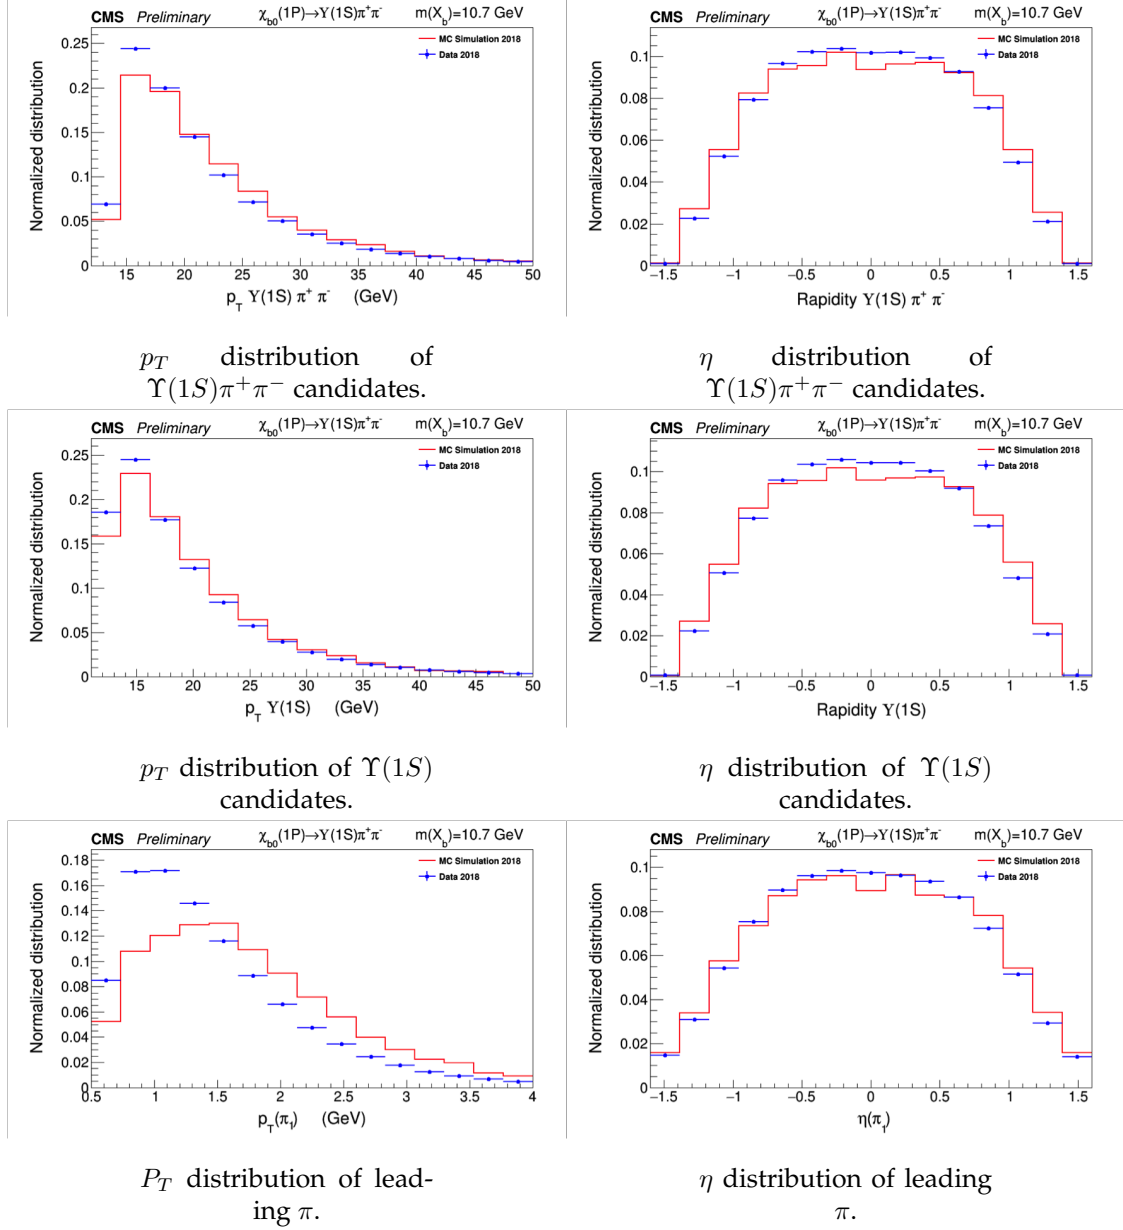 CMS Preliminary χb0(1P)→Υ(1S)π+π- m(Xb)=10.7 GeV
MC Simulation 2018
Data 2018
Normalized distribution
0.25
0.2
0.15
0.1
0.05
0
15 20 25 30 35 40 45 50
pT Υ(1S) π+ π- (GeV)
pT distribution of
Υ(1S)π+π− candidates.
CMS Preliminary χb0(1P)→Υ(1S)π+π- m(Xb)=10.7 GeV
MC Simulation 2018
Data 2018
Normalized distribution
0.1
0.08
0.06
0.04
0.02
0
−1.5 −1 −0.5 0 0.5 1 1.5
Rapidity Υ(1S) π+ π-
η distribution of
Υ(1S)π+π− candidates.
CMS Preliminary χb0(1P)→Υ(1S)π+π- m(Xb)=10.7 GeV
MC Simulation 2018
Data 2018
Normalized distribution
0.25
0.2
0.15
0.1
0.05
0
15 20 25 30 35 40 45 50
pT Υ(1S) (GeV)
pT distribution of Υ(1S)
candidates.
CMS Preliminary χb0(1P)→Υ(1S)π+π- m(Xb)=10.7 GeV
MC Simulation 2018
Data 2018
Normalized distribution
0.1
0.08
0.06
0.04
0.02
0
−1.5 −1 −0.5 0 0.5 1 1.5
Rapidity Υ(1S)
η distribution of Υ(1S)
candidates.
CMS Preliminary χb0(1P)→Υ(1S)π+π- m(Xb)=10.7 GeV
MC Simulation 2018
Data 2018
Normalized distribution
0.18
0.16
0.14
0.12
0.1
0.08
0.06
0.04
0.02
0
0.5 1 1.5 2 2.5 3 3.5 4
pT(π1) (GeV)
PT distribution of lead-
ing π.
CMS Preliminary χb0(1P)→Υ(1S)π+π- m(Xb)=10.7 GeV
MC Simulation 2018
Data 2018
Normalized distribution
0.1
0.08
0.06
0.04
0.02
0
−1.5 −1 −0.5 0 0.5 1 1.5
η(π1)
η distribution of leading
π.